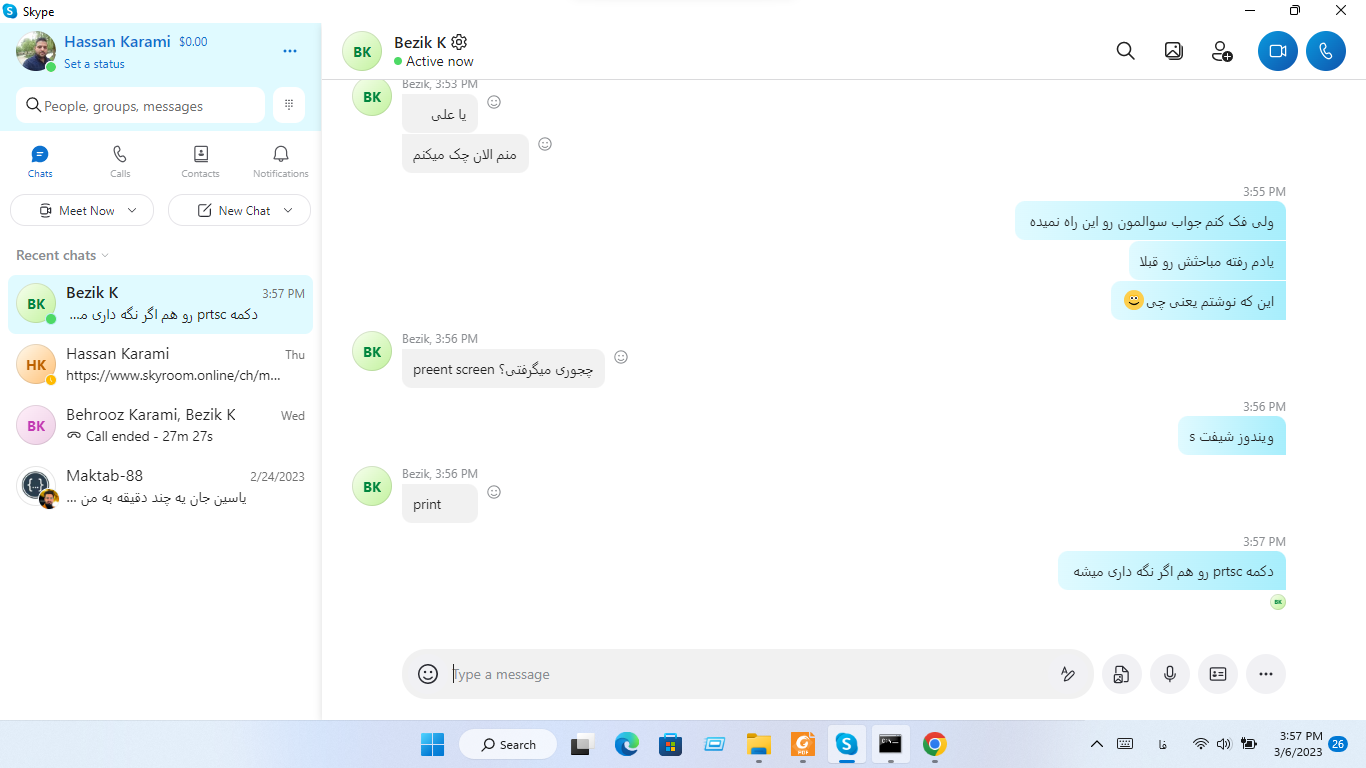 Skype
Hassan Karami $0.00
Set a status
People, groups, messages
Chats Calls Contacts Notifications
Meet Now New Chat
Recent chats
BK Bezik K 3:57 PM
دکمه prtsc رو هم اگر نگه داری م...
HK Hassan Karami Thu
https://www.skyroom.online/ch/m...
BK Behrooz Karami, Bezik K Wed
Call ended - 27m 27s
{...} Maktab-88 2/24/2023
یاسین جان یه چند دقیقه به من ...
BK Bezik K
Active now
BK Bezik, 3:53 PM
یا علی
منم الان چک میکنم
3:55 PM
ولی فک کنم جواب سوالمون رو این راه نمیده
یادم رفته مباحثش رو قبلا
این که نوشتم یعنی چی
BK Bezik, 3:56 PM
چجوری میگرفتی؟ preent screen
3:56 PM
ویندوز شیفت s
BK Bezik, 3:56 PM
print
3:57 PM
دکمه prtsc رو هم اگر نگه داری میشه
BK
Type a message
Search
PDF
C:\
فا
3:57 PM
3/6/2023
26